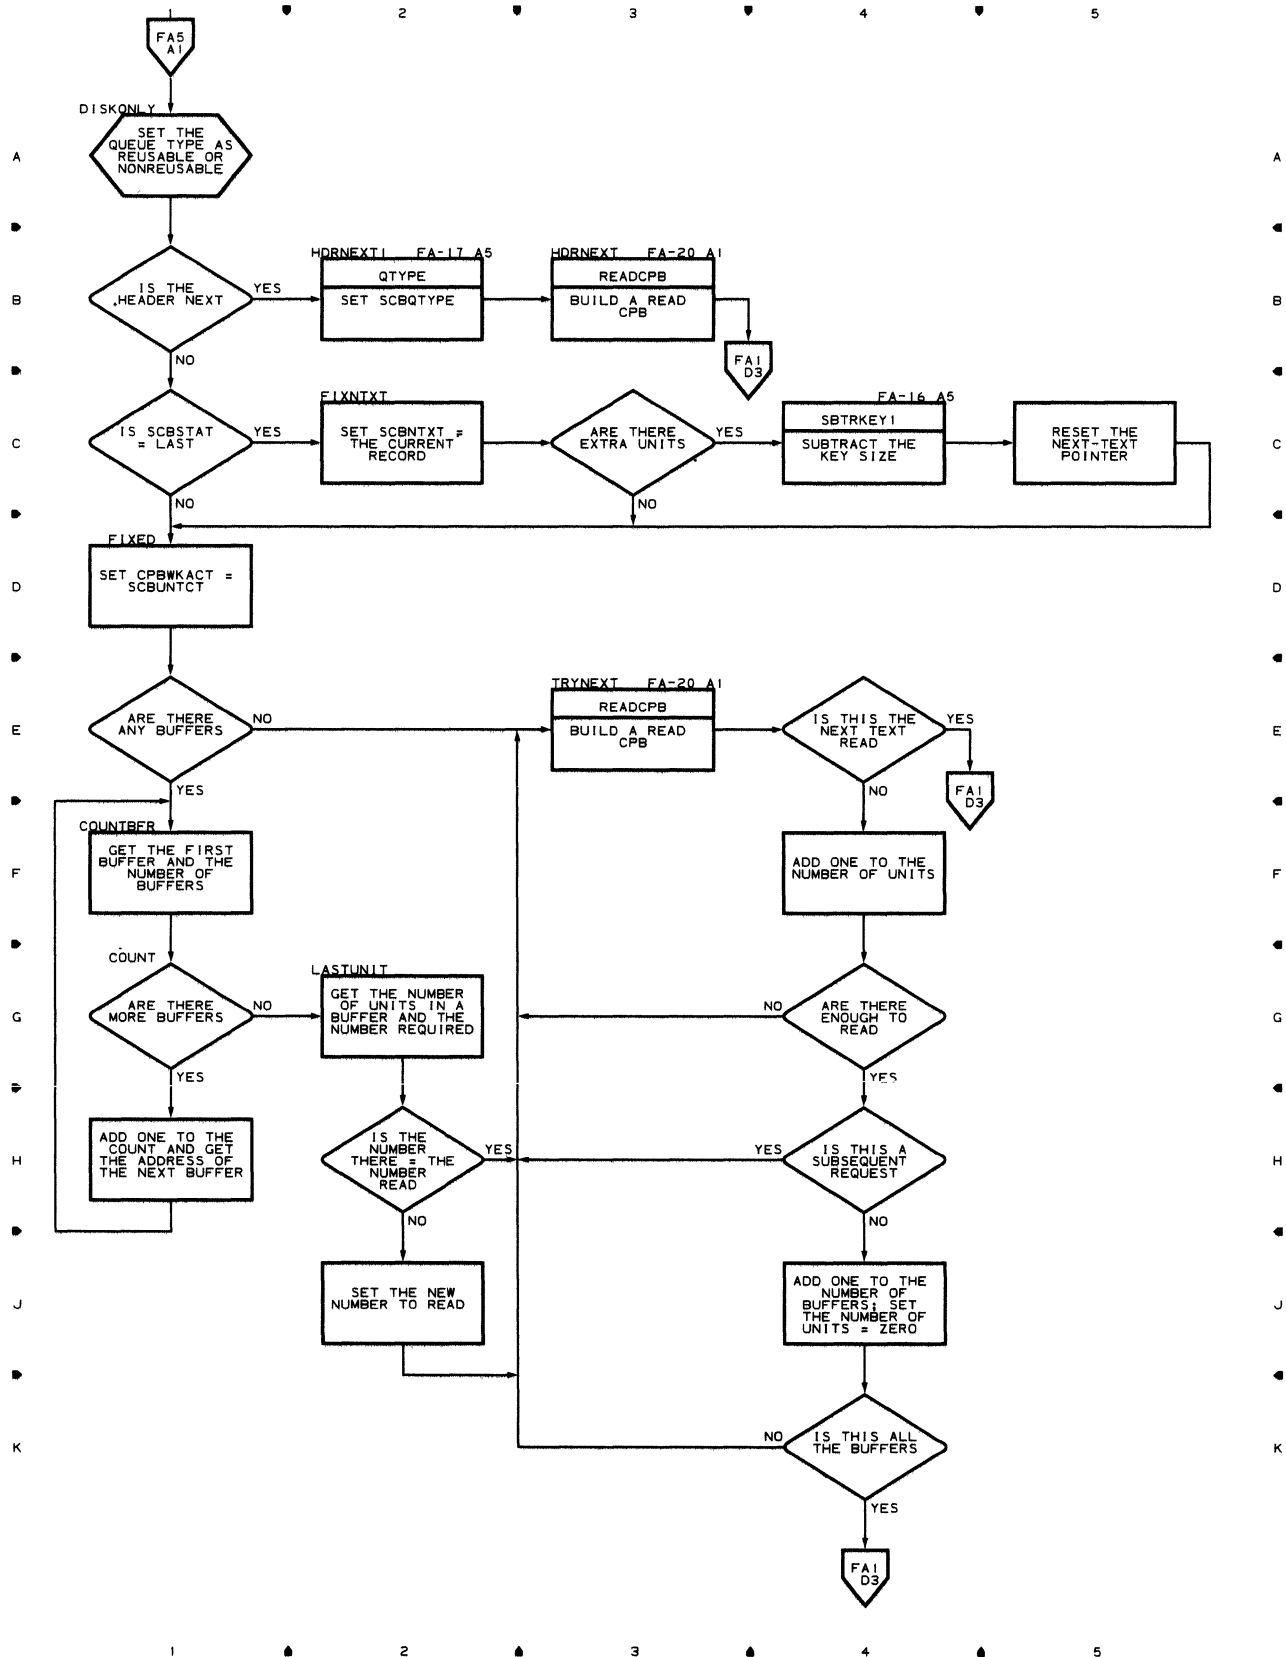 1 2 3 4 5
FA5
A1
DISKONLY
SET THE
QUEUE TYPE AS
REUSABLE OR
NONREUSABLE
A A
HDRNEXT1 FA-17 A5
QTYPE
SET SCBQTYPE
HDRNEXT FA-20 A1
READCPB
BUILD A READ
CPB
B B
IS THE
HEADER NEXT
YES
NO
FA1
D3
C C
IS SCBSTAT
= LAST
YES
NO
FIXNTXT
SET SCBNTXT =
THE CURRENT
RECORD
ARE THERE
EXTRA UNITS
YES
NO
FA-16 A5
SBTRKEY1
SUBTRACT THE
KEY SIZE
RESET THE
NEXT-TEXT
POINTER
FIXED
D D
SET CPBWKACT =
SCBUNTCT
E E
ARE THERE
ANY BUFFERS
NO
YES
TRYNEXT FA-20 A1
READCPB
BUILD A READ
CPB
IS THIS THE
NEXT TEXT
READ
YES
NO
FA1
D3
COUNTBFR
F F
GET THE FIRST
BUFFER AND THE
NUMBER OF
BUFFERS
ADD ONE TO THE
NUMBER OF UNITS
COUNT
G G
ARE THERE
MORE BUFFERS
NO
YES
LASTUNIT
GET THE NUMBER
OF UNITS IN A
BUFFER AND THE
NUMBER REQUIRED
NO
ARE THERE
ENOUGH TO
READ
YES
H H
ADD ONE TO THE
COUNT AND GET
THE ADDRESS OF
THE NEXT BUFFER
IS THE
NUMBER
THERE = THE
NUMBER
READ
YES
NO
YES
IS THIS A
SUBSEQUENT
REQUEST
NO
J J
SET THE NEW
NUMBER TO READ
ADD ONE TO THE
NUMBER OF
BUFFERS; SET
THE NUMBER OF
UNITS = ZERO
K K
NO
IS THIS ALL
THE BUFFERS
YES
FA1
D3
1 2 3 4 5